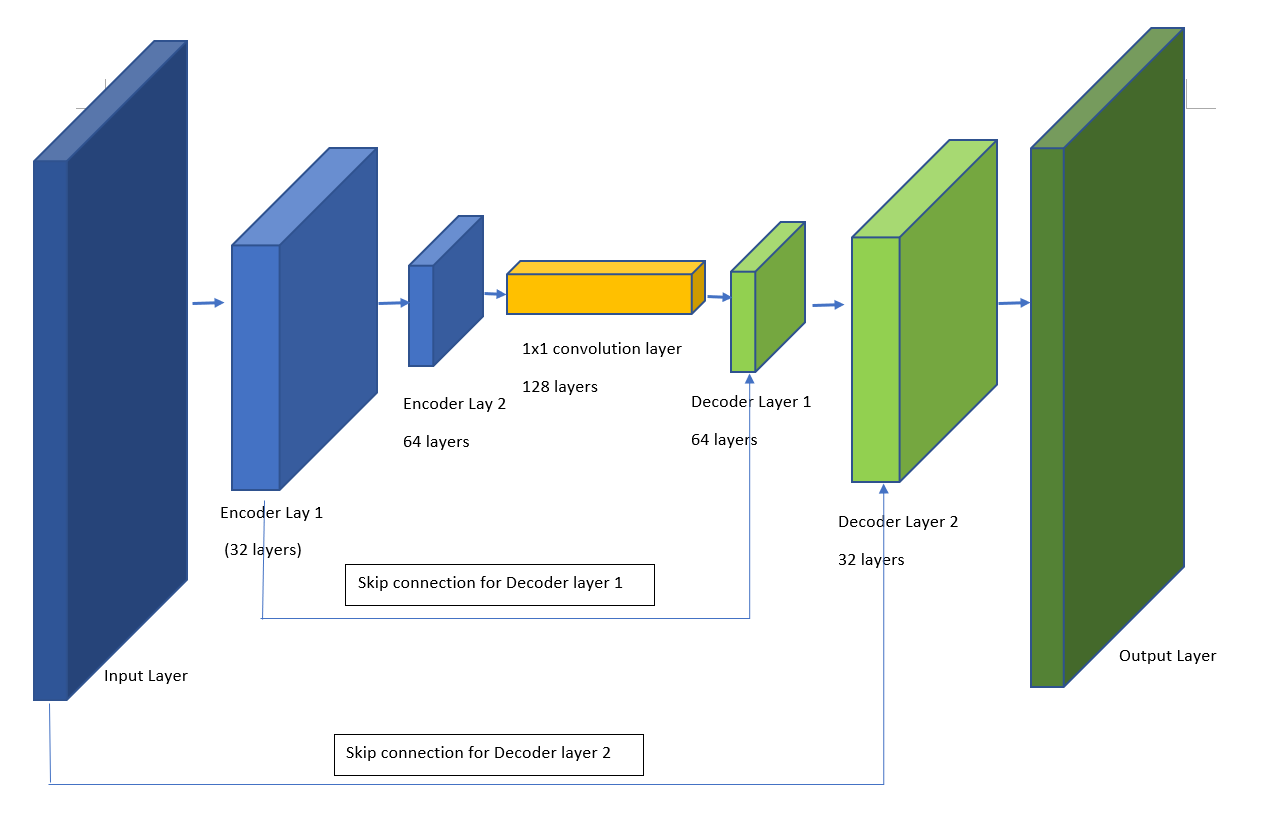 1x1 convolution layer
128 layers
Encoder Lay 2
64 layers
Decoder Layer 1
64 layers
Encoder Lay 1
(32 layers)
Decoder Layer 2
32 layers
Skip connection for Decoder layer 1
Input Layer
Output Layer
Skip connection for Decoder layer 2